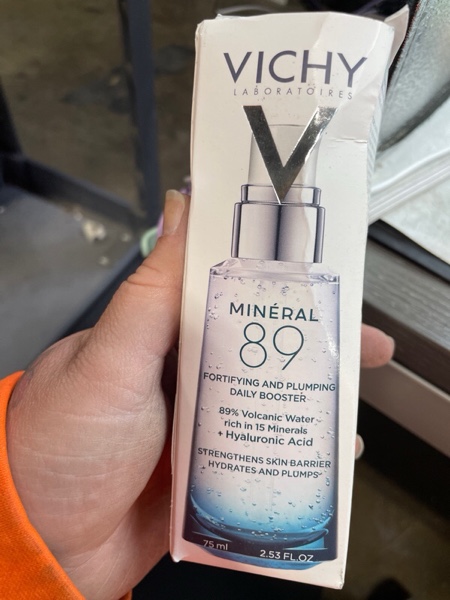 VICHY
LABORATOIRES
MINÉRAL
89
FORTIFYING AND PLUMPING
DAILY BOOSTER
89% Volcanic Water
rich in 15 Minerals
+ Hyaluronic Acid
STRENGTHENS SKIN BARRIER
HYDRATES AND PLUMPS
75 ml 2.53 FL.OZ